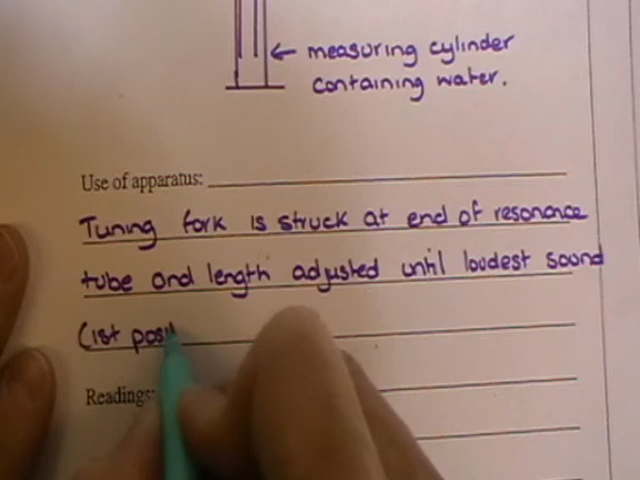 ← measuring cylinder
containing water.
Use of apparatus:
Tuning fork is struck at end of resonance
tube and length adjusted until loudest sound
(1st posi
Readings: